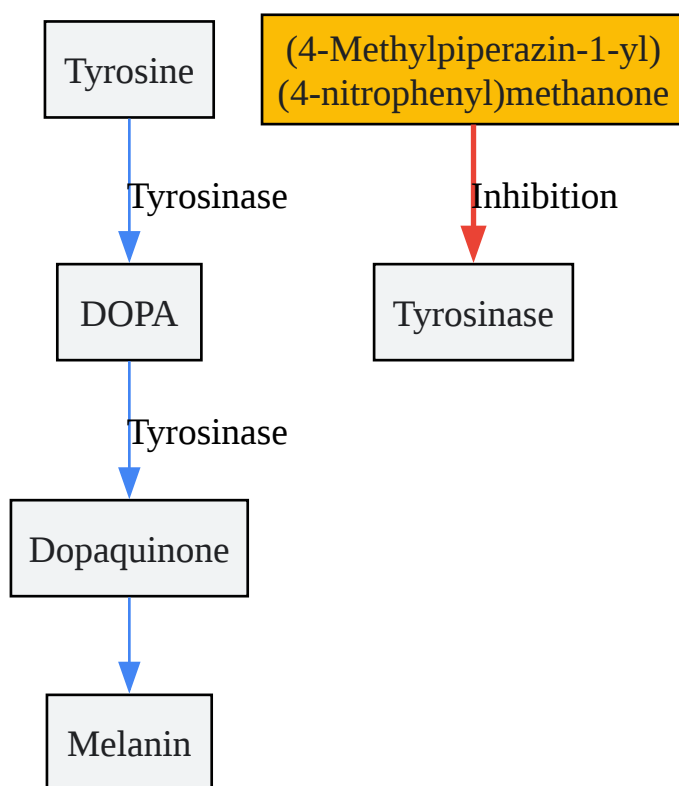 Tyrosine
(4-Methylpiperazin-1-yl)
(4-nitrophenyl)methanone
Tyrosinase
Inhibition
DOPA
Tyrosinase
Tyrosinase
Dopaquinone
Melanin